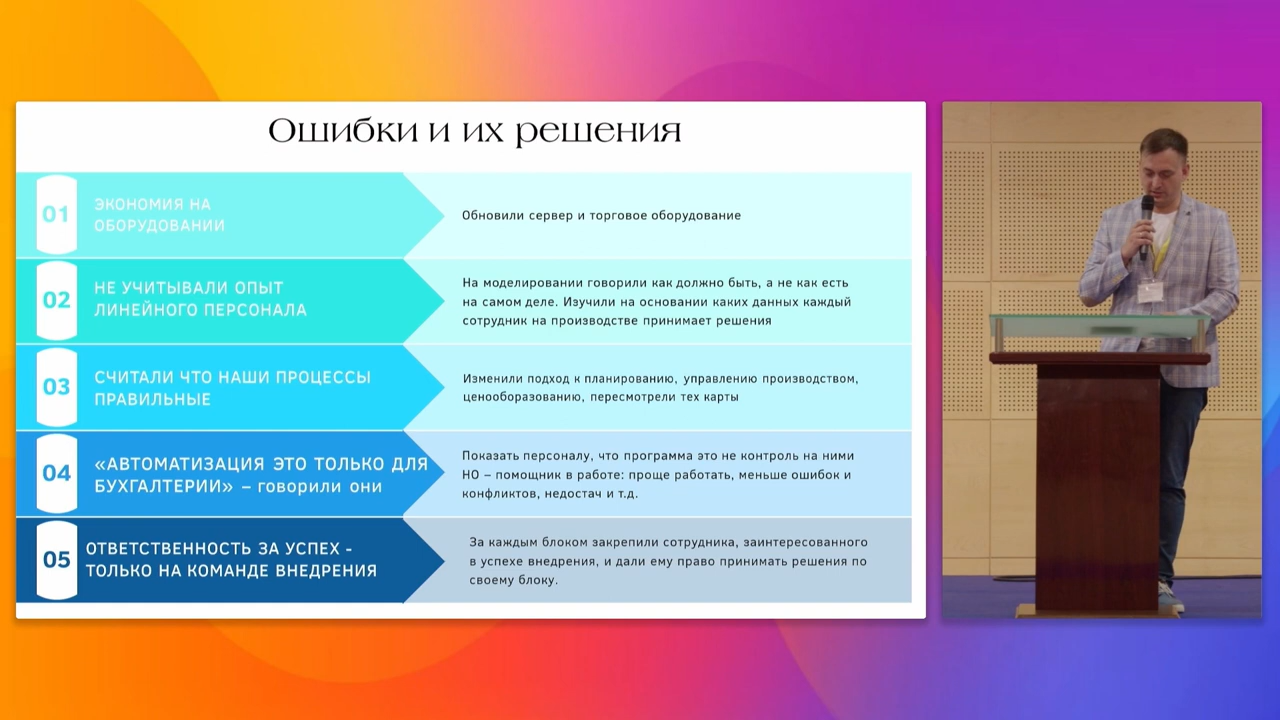 Ошибки и их решения
01
ЭКОНОМИЯ НА
ОБОРУДОВАНИИ
Обновили сервер и торговое оборудование
02
НЕ УЧИТЫВАЛИ ОПЫТ
ЛИНЕЙНОГО ПЕРСОНАЛА
На моделировании говорили как должно быть, а не как есть
на самом деле. Изучили на основании каких данных каждый
сотрудник на производстве принимает решения
03
СЧИТАЛИ ЧТО НАШИ ПРОЦЕССЫ
ПРАВИЛЬНЫЕ
Изменили подход к планированию, управлению производством,
ценооборазованию, пересмотрели тех карты
04
«АВТОМАТИЗАЦИЯ ЭТО ТОЛЬКО ДЛЯ
БУХГАЛТЕРИИ» – говорили они
Показать персоналу, что программа это не контроль на ними
НО – помощник в работе: проще работать, меньше ошибок и
конфликтов, недостач и т.д.
05
ОТВЕТСТВЕННОСТЬ ЗА УСПЕХ -
ТОЛЬКО НА КОМАНДЕ ВНЕДРЕНИЯ
За каждым блоком закрепили сотрудника, заинтересованного
в успехе внедрения, и дали ему право принимать решения по
своему блоку.